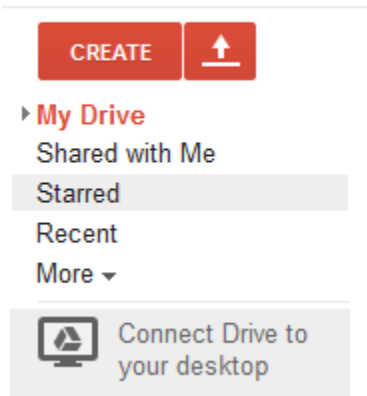 CREATE
My Drive
Shared with Me
Starred
Recent
More
Connect Drive to
your desktop